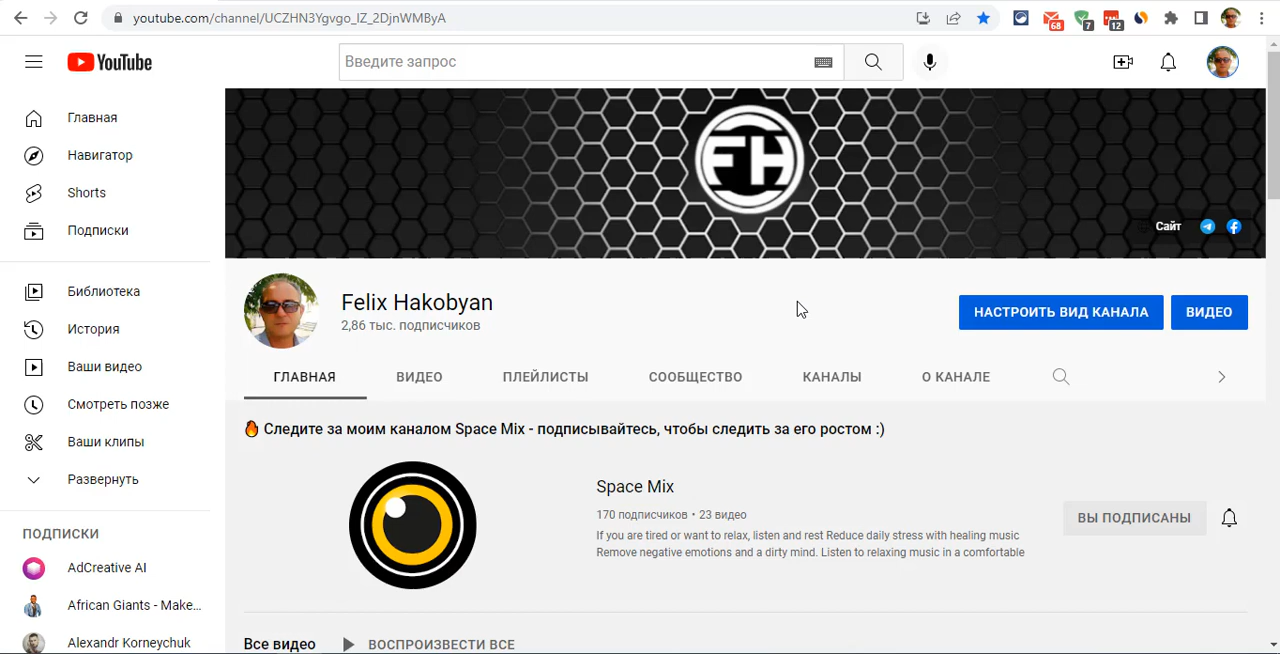 youtube.com/channel/UCZHN3Ygvgo_IZ_2DjnWMByA
68
7
12
YouTube
Введите запрос
Главная
Навигатор
Shorts
Подписки
Библиотека
История
Ваши видео
Смотреть позже
Ваши клипы
Развернуть
ПОДПИСКИ
AdCreative AI
African Giants - Make...
Alexandr Korneychuk
FH
Сайт
Felix Hakobyan
2,86 тыс. подписчиков
НАСТРОИТЬ ВИД КАНАЛА
ВИДЕО
ГЛАВНАЯ ВИДЕО ПЛЕЙЛИСТЫ СООБЩЕСТВО КАНАЛЫ О КАНАЛЕ
🔥 Следите за моим каналом Space Mix - подписывайтесь, чтобы следить за его ростом :)
Space Mix
170 подписчиков • 23 видео
If you are tired or want to relax, listen and rest Reduce daily stress with healing music
Remove negative emotions and a dirty mind. Listen to relaxing music in a comfortable
ВЫ ПОДПИСАНЫ
Все видео ВОСПРОИЗВЕСТИ ВСЕ